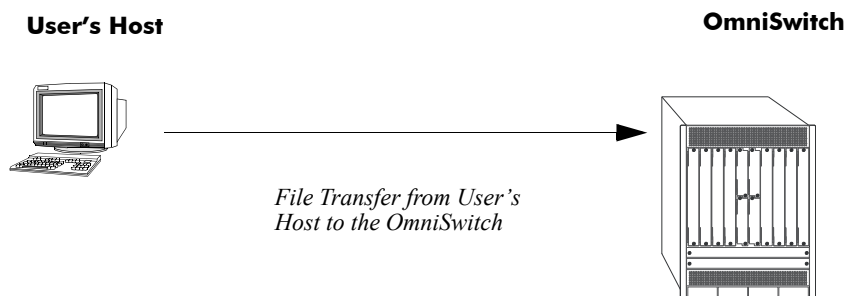 User’s Host
OmniSwitch
File Transfer from User’s
Host to the OmniSwitch